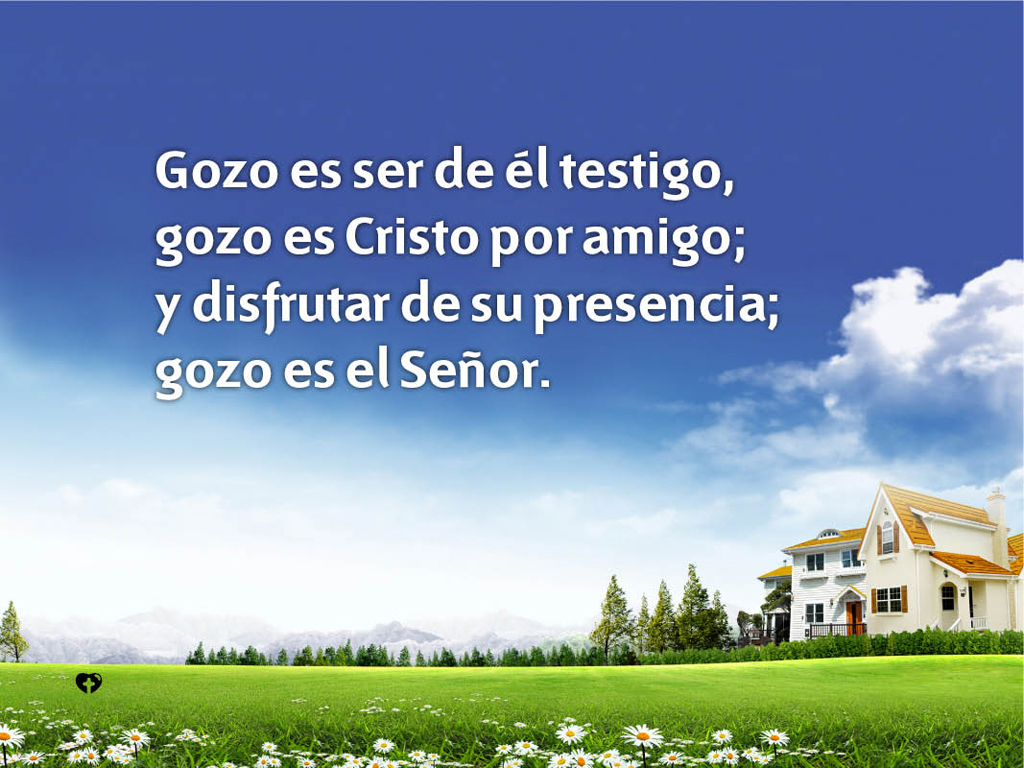 Gozo es ser de él testigo,
gozo es Cristo por amigo;
y disfrutar de su presencia;
gozo es el Señor.